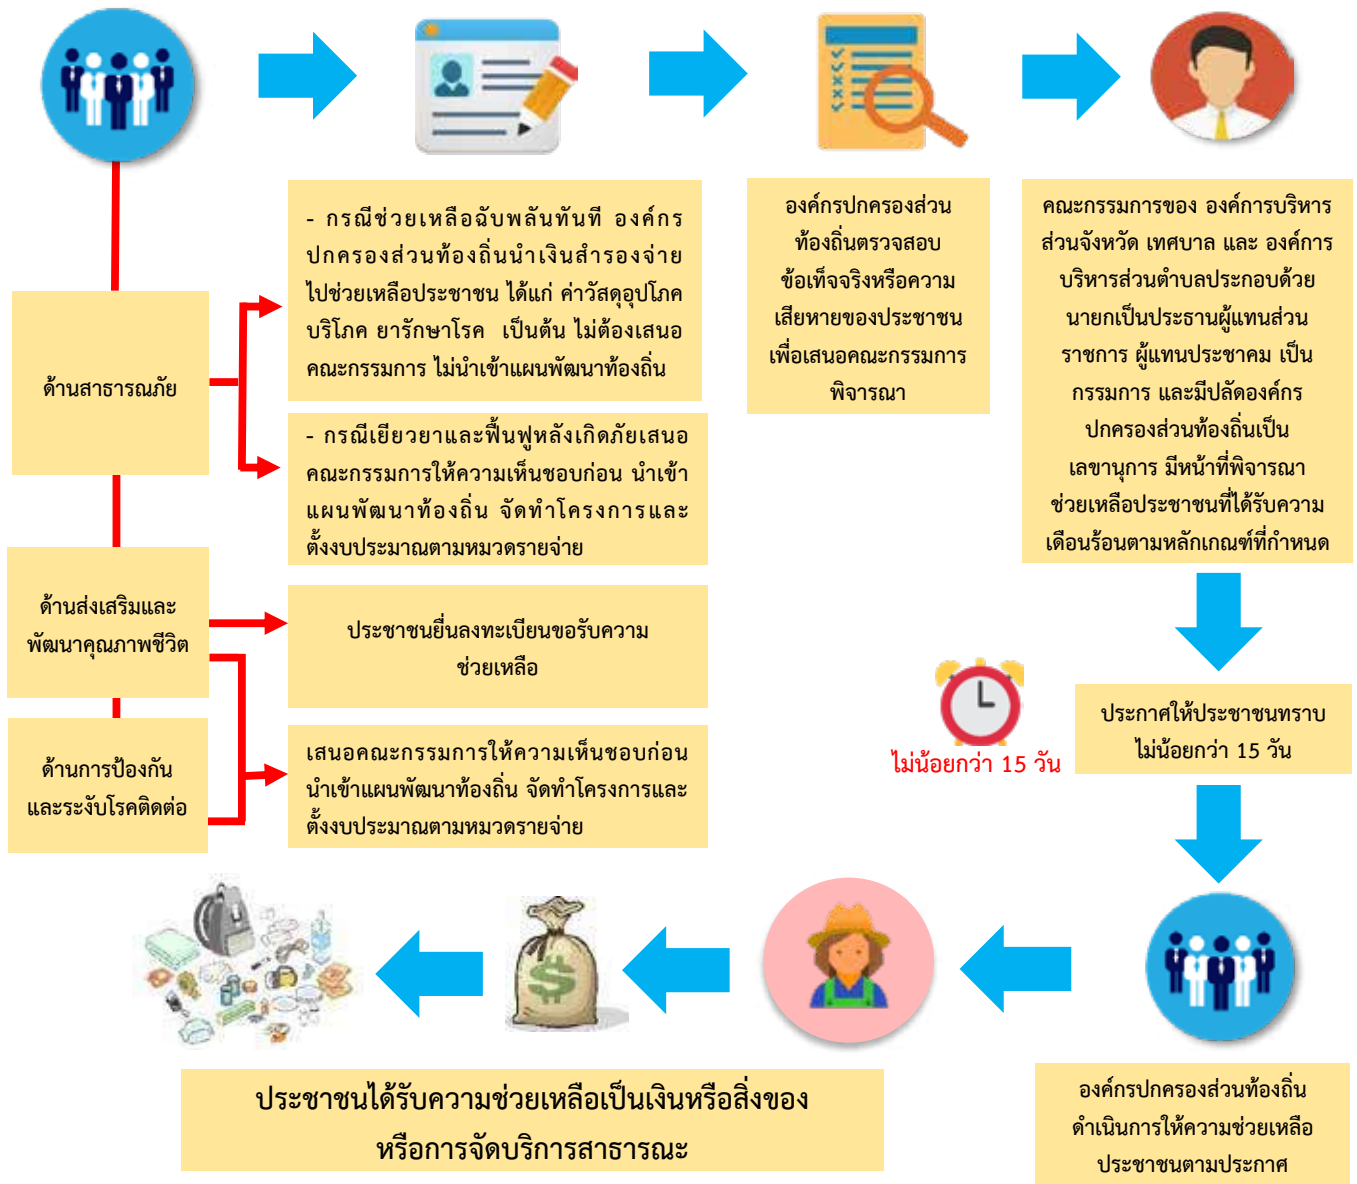 - กรณีช่วยเหลือฉับพลันทันที องค์กร
ปกครองส่วนท้องถิ่นนำเงินสำรองจ่าย
ไปช่วยเหลือประชาชน ได้แก่ ค่าวัสดุอุปโภค
บริโภค ยารักษาโรค เป็นต้น ไม่ต้องเสนอ
คณะกรรมการ ไม่นำเข้าแผนพัฒนาท้องถิ่น
องค์กรปกครองส่วน
ท้องถิ่นตรวจสอบ
ข้อเท็จจริงหรือความ
เสียหายของประชาชน
เพื่อเสนอคณะกรรมการ
พิจารณา
คณะกรรมการของ องค์การบริหาร
ส่วนจังหวัด เทศบาล และ องค์การ
บริหารส่วนตำบลประกอบด้วย
นายกเป็นประธานผู้แทนส่วน
ราชการ ผู้แทนประชาคม เป็น
กรรมการ และมีปลัดองค์กร
ปกครองส่วนท้องถิ่นเป็น
เลขานุการ มีหน้าที่พิจารณา
ช่วยเหลือประชาชนที่ได้รับความ
เดือนร้อนตามหลักเกณฑ์ที่กำหนด
ด้านสาธารณภัย
- กรณีเยียวยาและฟื้นฟูหลังเกิดภัยเสนอ
คณะกรรมการให้ความเห็นชอบก่อน นำเข้า
แผนพัฒนาท้องถิ่น จัดทำโครงการและ
ตั้งงบประมาณตามหมวดรายจ่าย
ด้านส่งเสริมและ
พัฒนาคุณภาพชีวิต
ประชาชนยื่นลงทะเบียนขอรับความ
ช่วยเหลือ
ด้านการป้องกัน
และระงับโรคติดต่อ
เสนอคณะกรรมการให้ความเห็นชอบก่อน
นำเข้าแผนพัฒนาท้องถิ่น จัดทำโครงการและ
ตั้งงบประมาณตามหมวดรายจ่าย
ไม่น้อยกว่า 15 วัน
ประกาศให้ประชาชนทราบ
ไม่น้อยกว่า 15 วัน
องค์กรปกครองส่วนท้องถิ่น
ดำเนินการให้ความช่วยเหลือ
ประชาชนตามประกาศ
ประชาชนได้รับความช่วยเหลือเป็นเงินหรือสิ่งของ
หรือการจัดบริการสาธารณะ